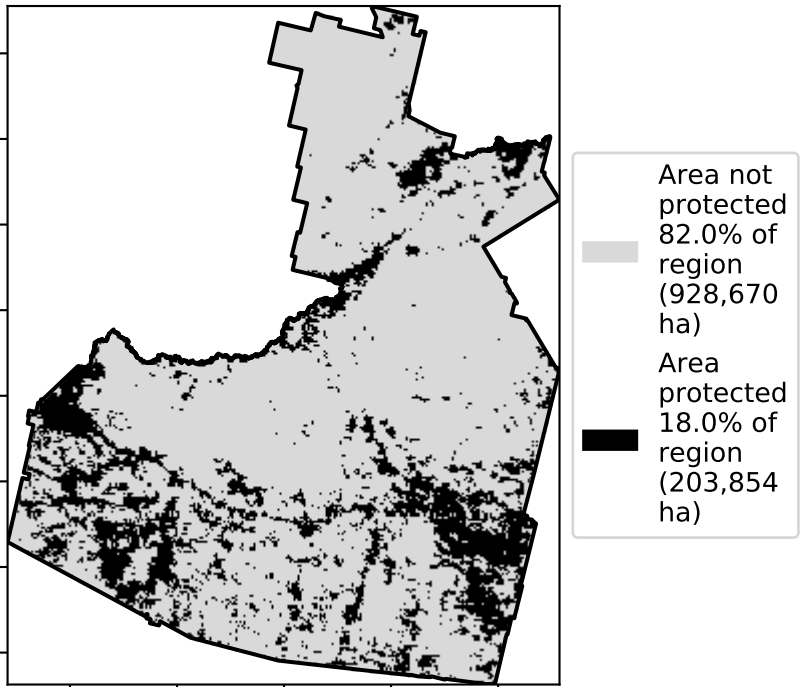 Area not
protected
82.0% of
region
(928,670
ha)
Area
protected
18.0% of
region
(203,854
ha)